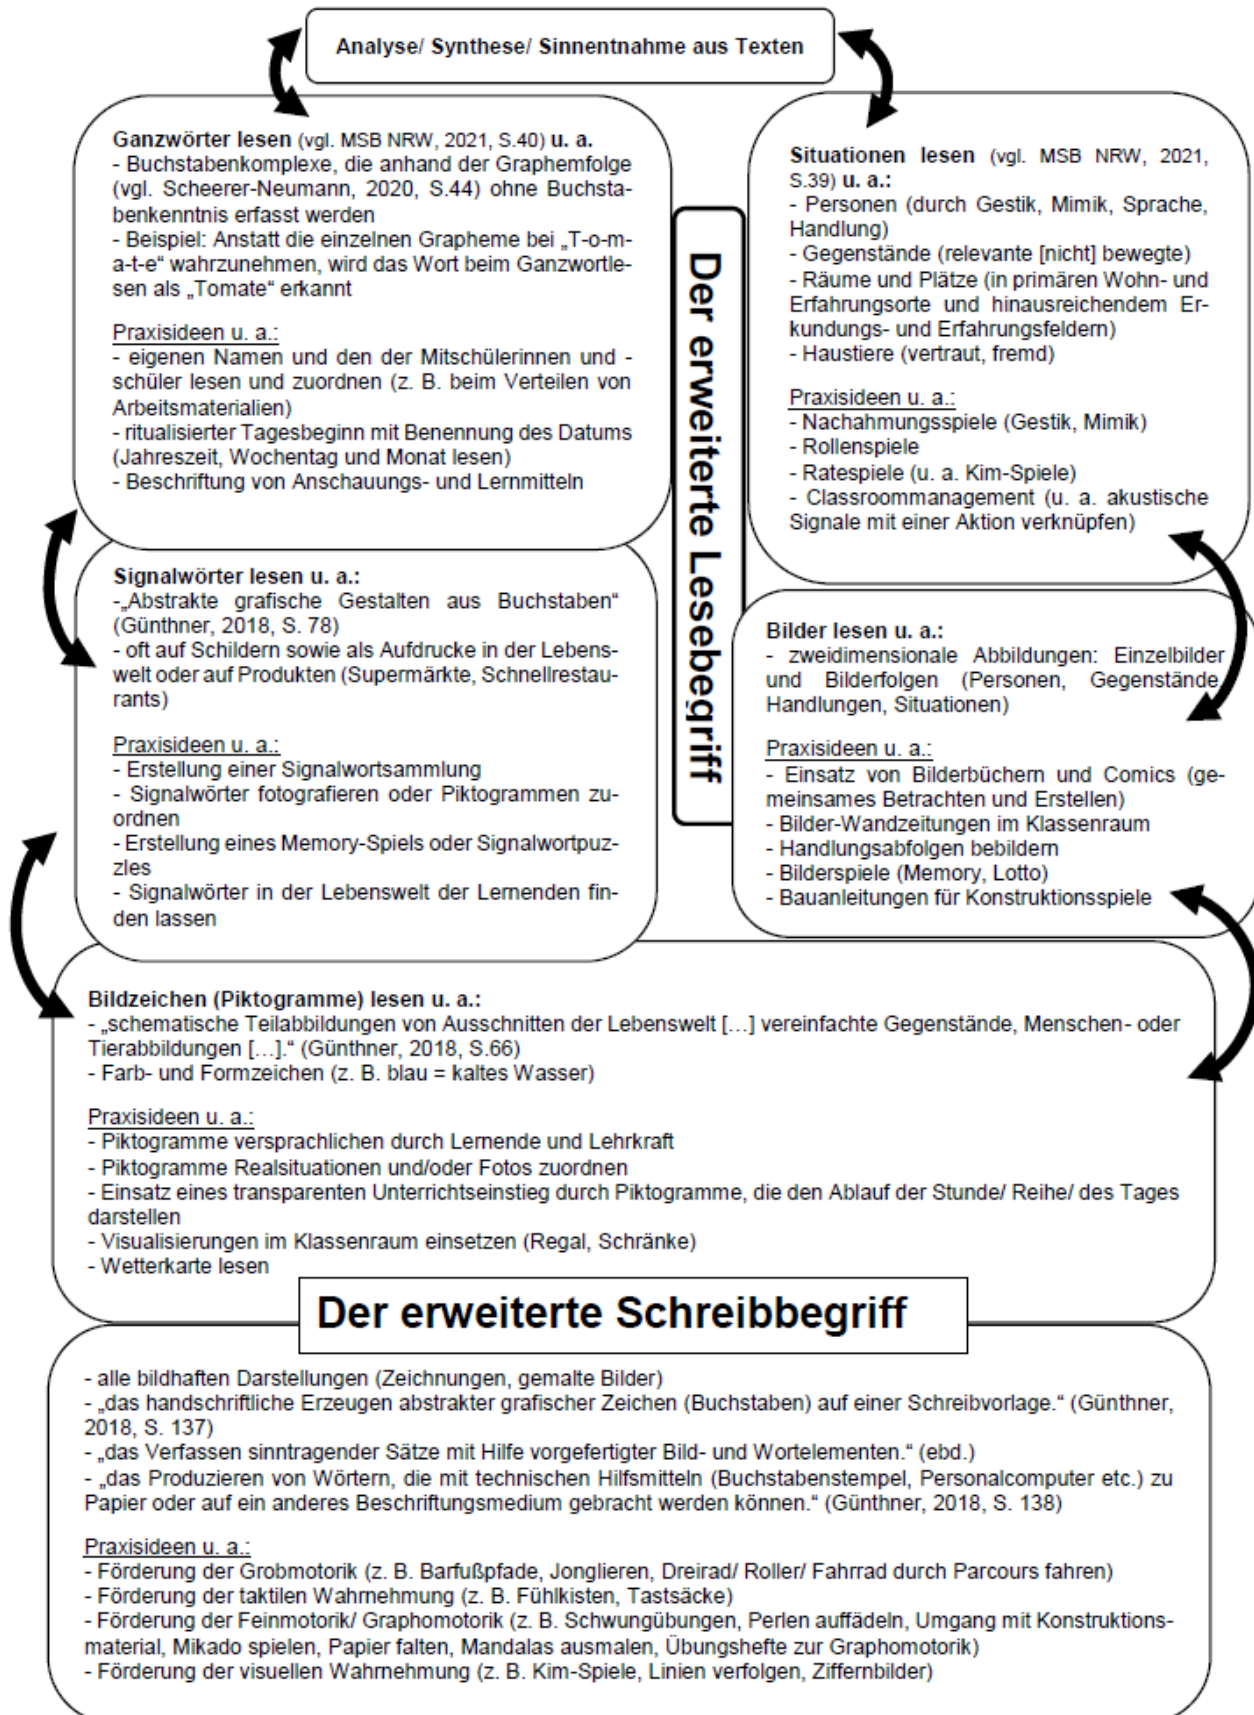 Analyse/ Synthese/ Sinnentnahme aus Texten
Ganzwörter lesen (vgl. MSB NRW, 2021, S.40) u. a.
- Buchstabenkomplexe, die anhand der Graphemfolge
(vgl. Scheerer-Neumann, 2020, S.44) ohne Buchsta-
benkenntnis erfasst werden
- Beispiel: Anstatt die einzelnen Grapheme bei „T-o-m-
a-t-e“ wahrzunehmen, wird das Wort beim Ganzwortle-
sen als „Tomate“ erkannt
Praxisideen u. a.:
- eigenen Namen und den der Mitschülerinnen und -
schüler lesen und zuordnen (z. B. beim Verteilen von
Arbeitsmaterialien)
- ritualisierter Tagesbeginn mit Benennung des Datums
(Jahreszeit, Wochentag und Monat lesen)
- Beschriftung von Anschauungs- und Lernmitteln
Signalwörter lesen u. a.:
-„Abstrakte grafische Gestalten aus Buchstaben“
(Günthner, 2018, S. 78)
- oft auf Schildern sowie als Aufdrucke in der Lebens-
welt oder auf Produkten (Supermärkte, Schnellrestau-
rants)
Praxisideen u. a.:
- Erstellung einer Signalwortsammlung
- Signalwörter fotografieren oder Piktogrammen zu-
ordnen
- Erstellung eines Memory-Spiels oder Signalwortpuz-
zles
- Signalwörter in der Lebenswelt der Lernenden fin-
den lassen
Der erweiterte Lesebegriff
Situationen lesen (vgl. MSB NRW, 2021,
S.39) u. a.:
- Personen (durch Gestik, Mimik, Sprache,
Handlung)
- Gegenstände (relevante [nicht] bewegte)
- Räume und Plätze (in primären Wohn- und
Erfahrungsorte und hinausreichendem Er-
kundungs- und Erfahrungsfeldern)
- Haustiere (vertraut, fremd)
Praxisideen u. a.:
- Nachahmungsspiele (Gestik, Mimik)
- Rollenspiele
- Ratespiele (u. a. Kim-Spiele)
- Classroommanagement (u. a. akustische
Signale mit einer Aktion verknüpfen)
Bilder lesen u. a.:
- zweidimensionale Abbildungen: Einzelbilder
und Bilderfolgen (Personen, Gegenstände,
Handlungen, Situationen)
Praxisideen u. a.:
- Einsatz von Bilderbüchern und Comics (ge-
meinsames Betrachten und Erstellen)
- Bilder-Wandzeitungen im Klassenraum
- Handlungsabfolgen bebildern
- Bilderspiele (Memory, Lotto)
- Bauanleitungen für Konstruktionsspiele
Bildzeichen (Piktogramme) lesen u. a.:
- „schematische Teilabbildungen von Ausschnitten der Lebenswelt […] vereinfachte Gegenstände, Menschen- oder
Tierabbildungen […].“ (Günthner, 2018, S.66)
- Farb- und Formzeichen (z. B. blau = kaltes Wasser)
Praxisideen u. a.:
- Piktogramme versprachlichen durch Lernende und Lehrkraft
- Piktogramme Realsituationen und/oder Fotos zuordnen
- Einsatz eines transparenten Unterrichtseinstieg durch Piktogramme, die den Ablauf der Stunde/ Reihe/ des Tages
darstellen
- Visualisierungen im Klassenraum einsetzen (Regal, Schränke)
- Wetterkarte lesen
Der erweiterte Schreibbegriff
- alle bildhaften Darstellungen (Zeichnungen, gemalte Bilder)
- „das handschriftliche Erzeugen abstrakter grafischer Zeichen (Buchstaben) auf einer Schreibvorlage.“ (Günthner,
2018, S. 137)
- „das Verfassen sinntragender Sätze mit Hilfe vorgefertigter Bild- und Wortelementen.“ (ebd.)
- „das Produzieren von Wörtern, die mit technischen Hilfsmitteln (Buchstabenstempel, Personalcomputer etc.) zu
Papier oder auf ein anderes Beschriftungsmedium gebracht werden können.“ (Günthner, 2018, S. 138)
Praxisideen u. a.:
- Förderung der Grobmotorik (z. B. Barfußpfade, Jonglieren, Dreirad/ Roller/ Fahrrad durch Parcours fahren)
- Förderung der taktilen Wahrnehmung (z. B. Fühlkisten, Tastsäcke)
- Förderung der Feinmotorik/ Graphomotorik (z. B. Schwungübungen, Perlen auffädeln, Umgang mit Konstruktions-
material, Mikado spielen, Papier falten, Mandalas ausmalen, Übungshefte zur Graphomotorik)
- Förderung der visuellen Wahrnehmung (z. B. Kim-Spiele, Linien verfolgen, Ziffernbilder)